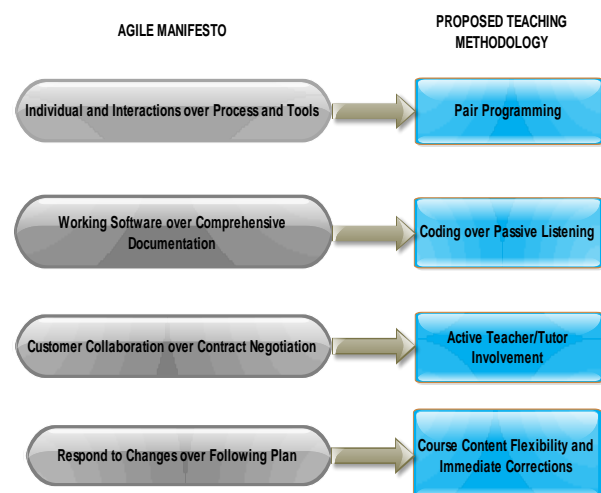 AGILE MANIFESTO
PROPOSED TEACHING
METHODOLOGY
Individual and Interactions over Process and Tools
Pair Programming
Working Software over Comprehensive
Documentation
Coding over Passive Listening
Customer Collaboration over Contract Negotiation
Active Teacher/Tutor
Involvement
Respond to Changes over Following Plan
Course Content Flexibility and
Immediate Corrections